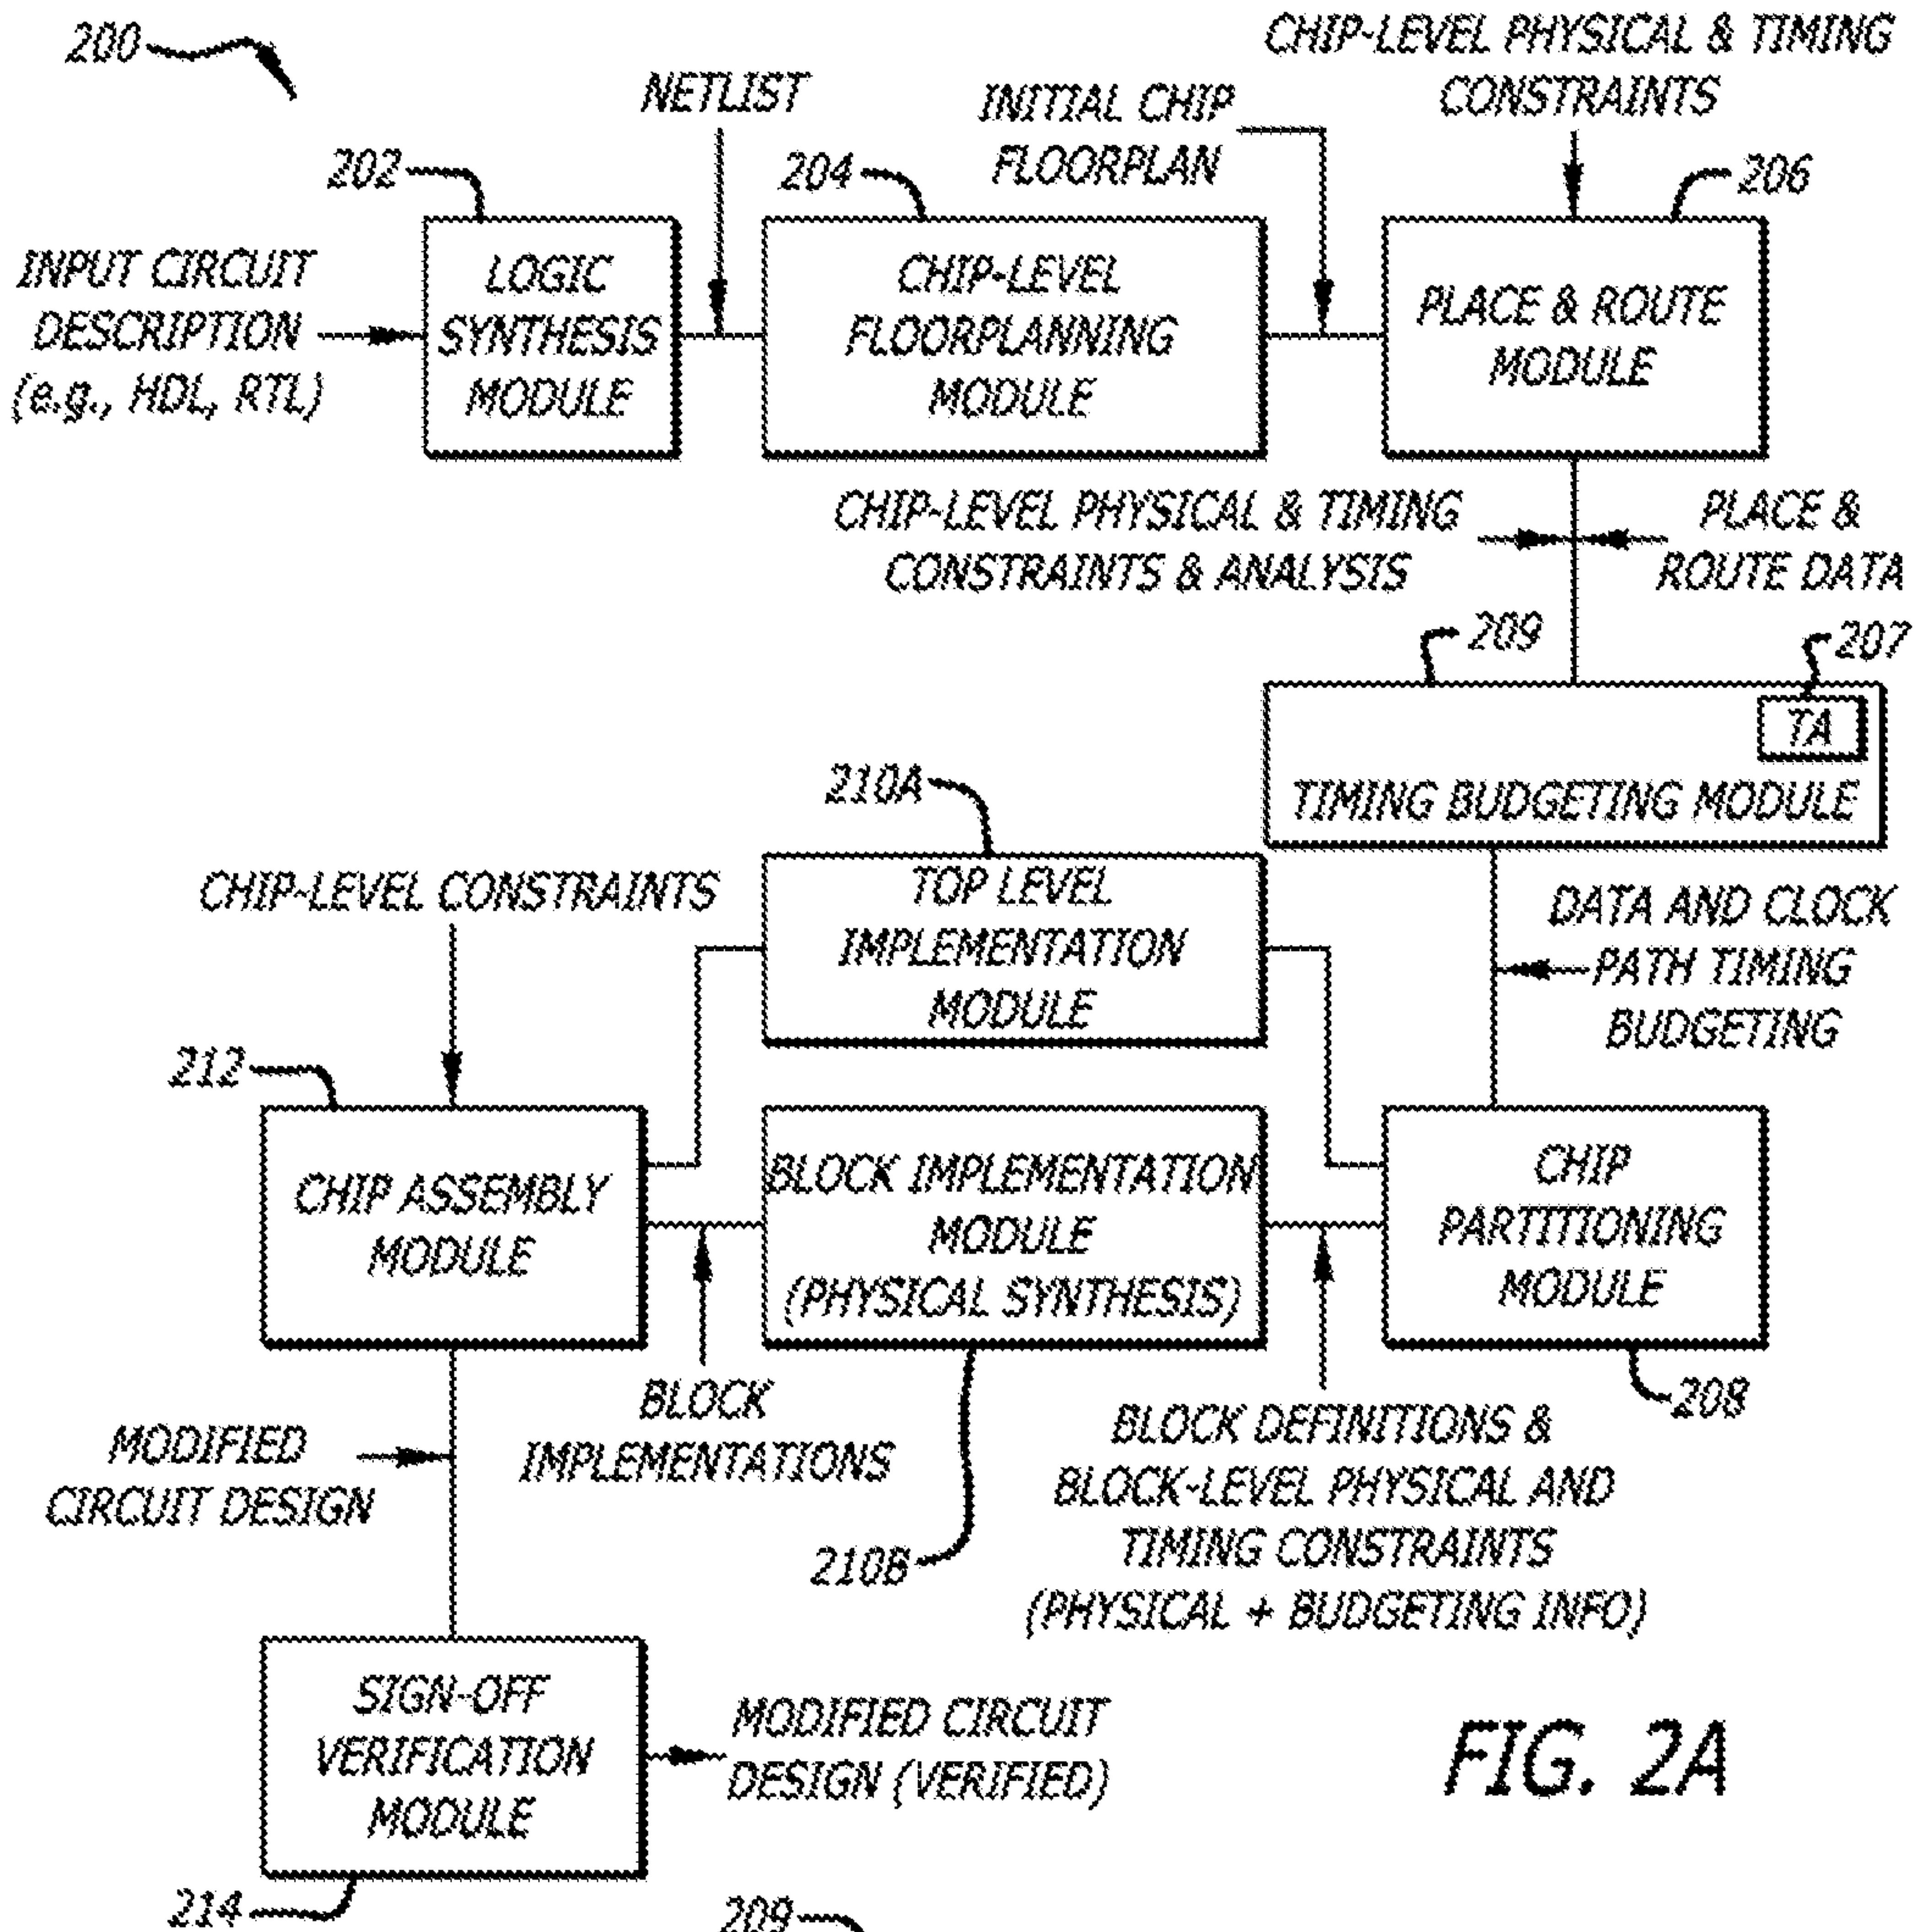 200
CHIP-LEVEL PHYSICAL & TIMING
CONSTRAINTS
NETLIST
INITIAL CHIP
FLOORPLAN
202
204
206
INPUT CIRCUIT
DESCRIPTION
(e.g., HDL, RTL)
LOGIC
SYNTHESIS
MODULE
CHIP-LEVEL
FLOORPLANNING
MODULE
PLACE & ROUTE
MODULE
CHIP-LEVEL PHYSICAL & TIMING
CONSTRAINTS & ANALYSIS
PLACE &
ROUTE DATA
209
207
TA
TIMING BUDGETING MODULE
210A
CHIP-LEVEL CONSTRAINTS
TOP LEVEL
IMPLEMENTATION
MODULE
DATA AND CLOCK
PATH TIMING
BUDGETING
212
CHIP ASSEMBLY
MODULE
BLOCK IMPLEMENTATION
MODULE
(PHYSICAL SYNTHESIS)
CHIP
PARTITIONING
MODULE
208
BLOCK
IMPLEMENTATIONS
MODIFIED
CIRCUIT DESIGN
210B
BLOCK DEFINITIONS &
BLOCK-LEVEL PHYSICAL AND
TIMING CONSTRAINTS
(PHYSICAL + BUDGETING INFO)
SIGN-OFF
VERIFICATION
MODULE
MODIFIED CIRCUIT
DESIGN (VERIFIED)
FIG. 2A
214
209